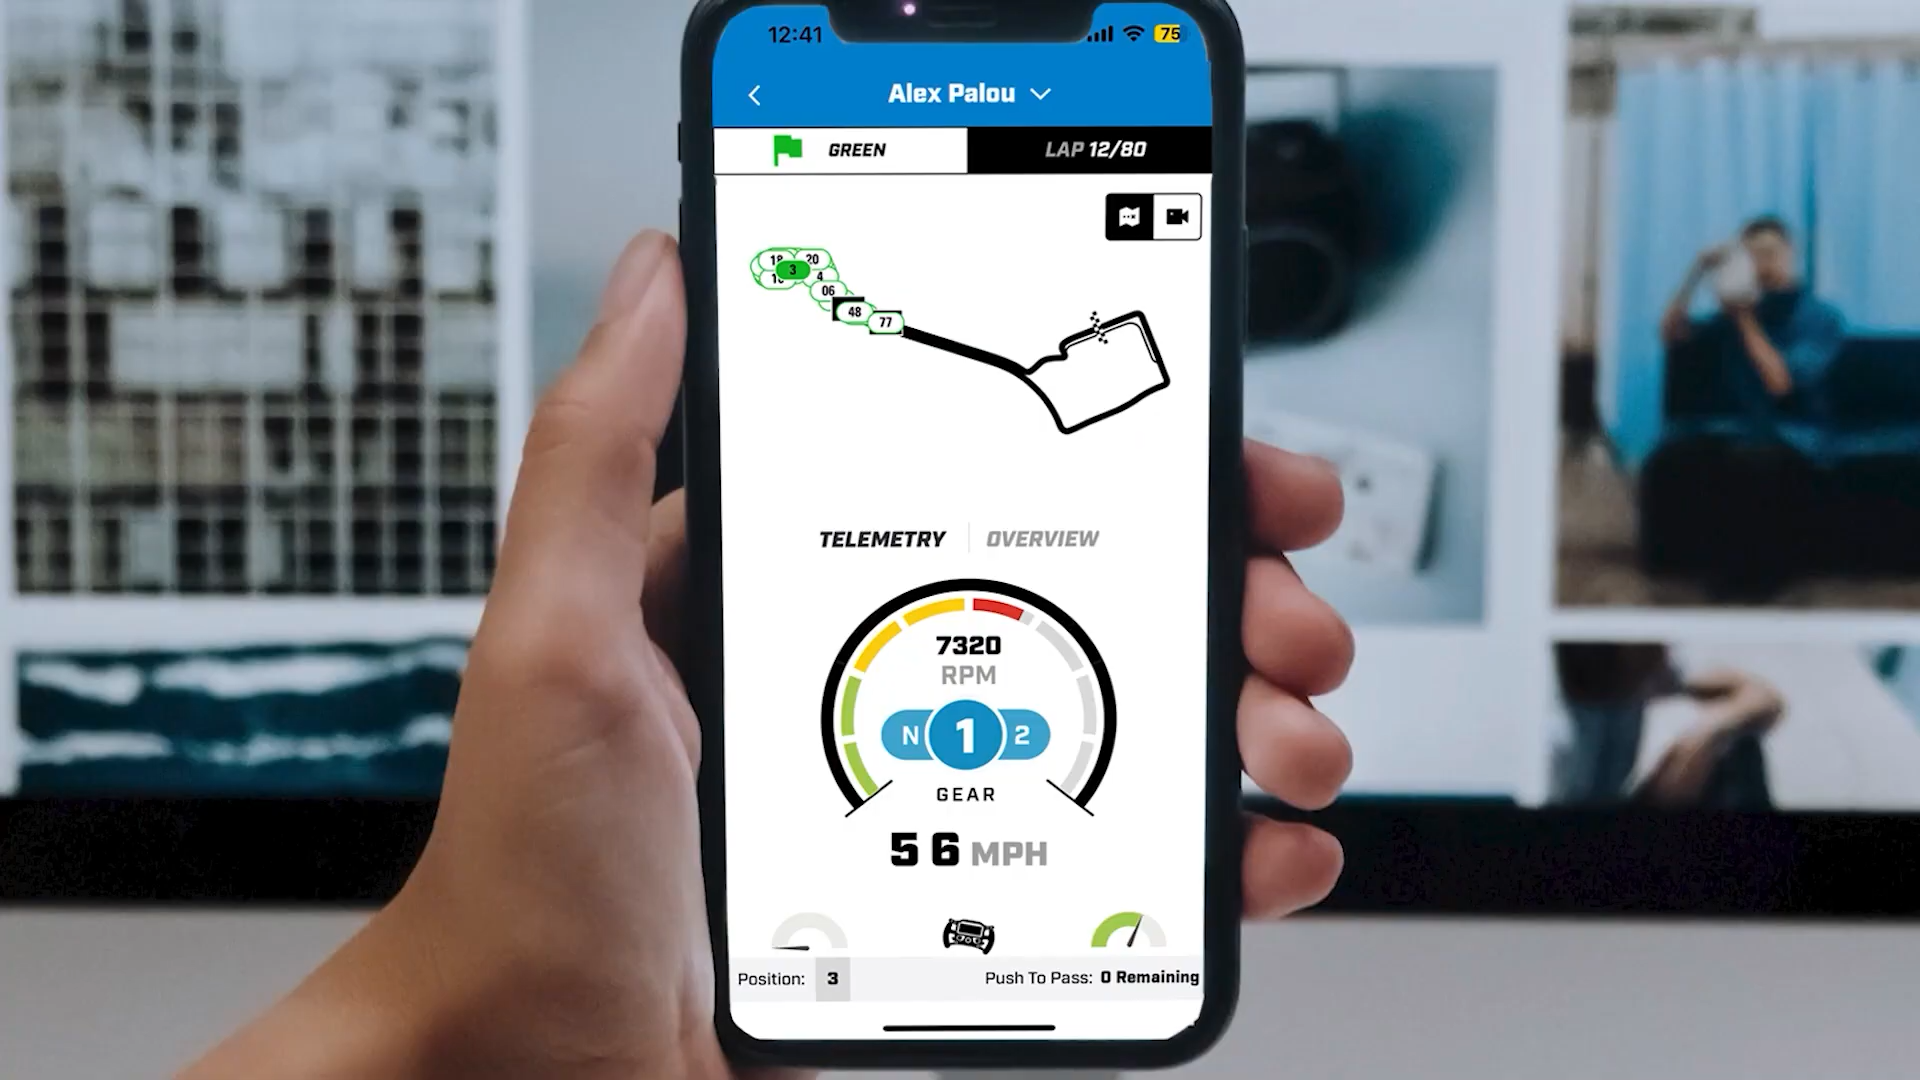 12:41
75
Alex Palou
GREEN
LAP 12/80
20
3
4
06
48
77
TELEMETRY
OVERVIEW
7320
RPM
N 1 2
GEAR
56 MPH
Position: 3
Push To Pass: 0 Remaining